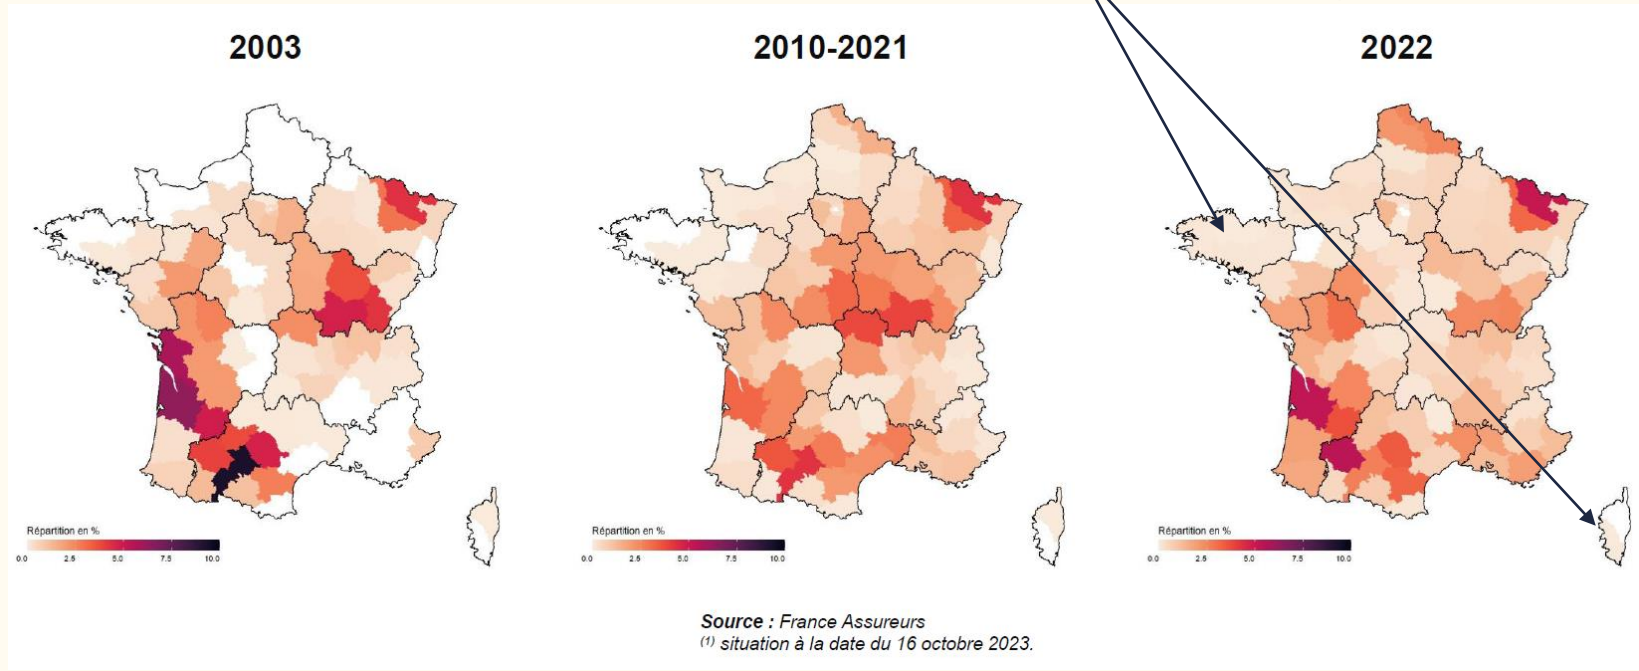 2003
2010-2021
2022
Répartition en %
0.0 2.5 5.0 7.5 10.0
Répartition en %
0.0 2.5 5.0 7.5 10.0
Répartition en %
0.0 2.5 5.0 7.5 10.0
Source : France Assureurs
(1) situation à la date du 16 octobre 2023.